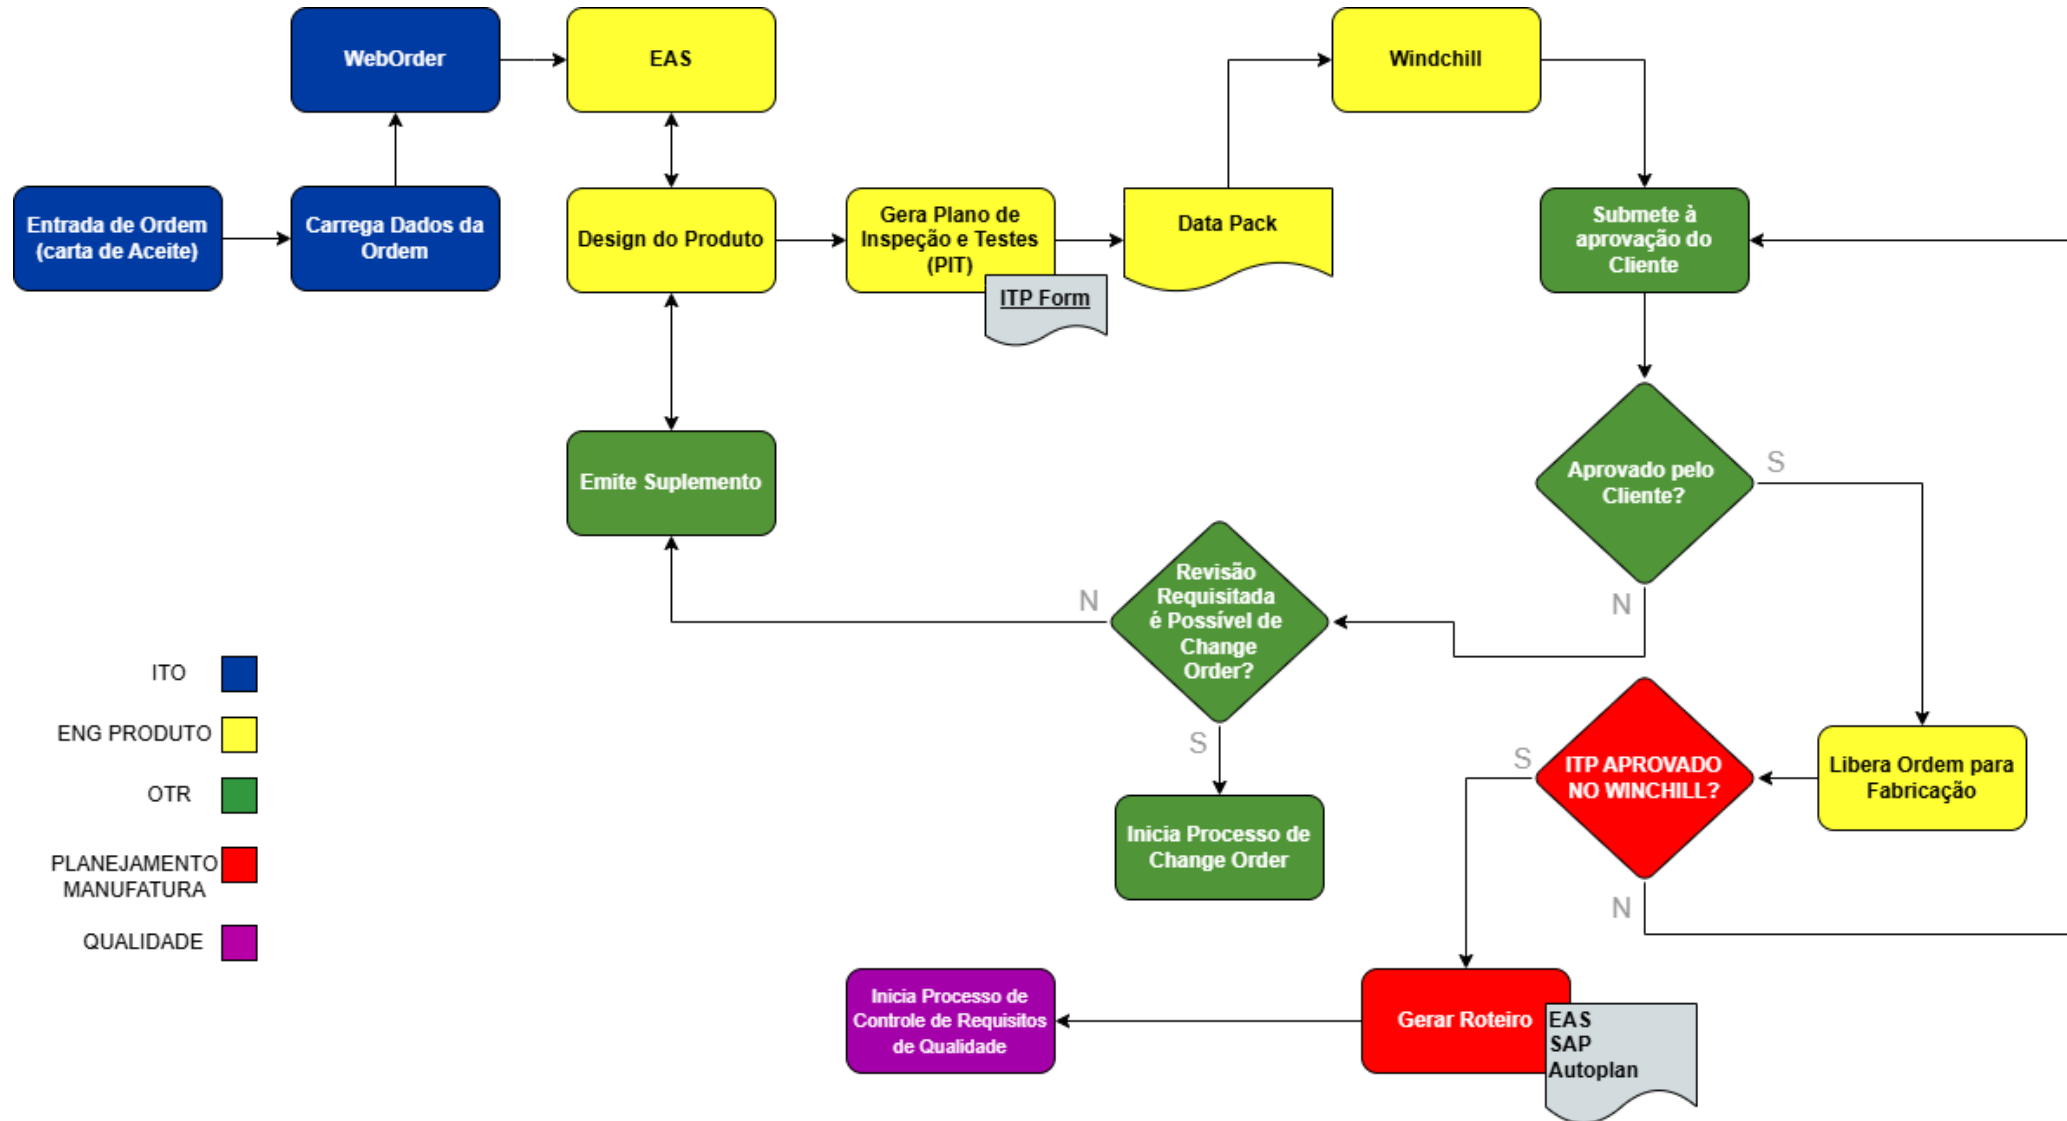 WebOrder
EAS
Windchill
Entrada de Ordem
(carta de Aceite)
Carrega Dados da
Ordem
Design do Produto
Gera Plano de
Inspeção e Testes
(PIT)
ITP Form
Data Pack
Submete à
aprovação do
Cliente
Emite Suplemento
Aprovado pelo
Cliente?
S
N
Revisão
Requisitada
é Possível de
Change
Order?
N
S
Inicia Processo de
Change Order
ITP APROVADO
NO WINCHILL?
S
N
Libera Ordem para
Fabricação
ITO
ENG PRODUTO
OTR
PLANEJAMENTO
MANUFATURA
QUALIDADE
Inicia Processo de
Controle de Requisitos
de Qualidade
Gerar Roteiro
EAS
SAP
Autoplan